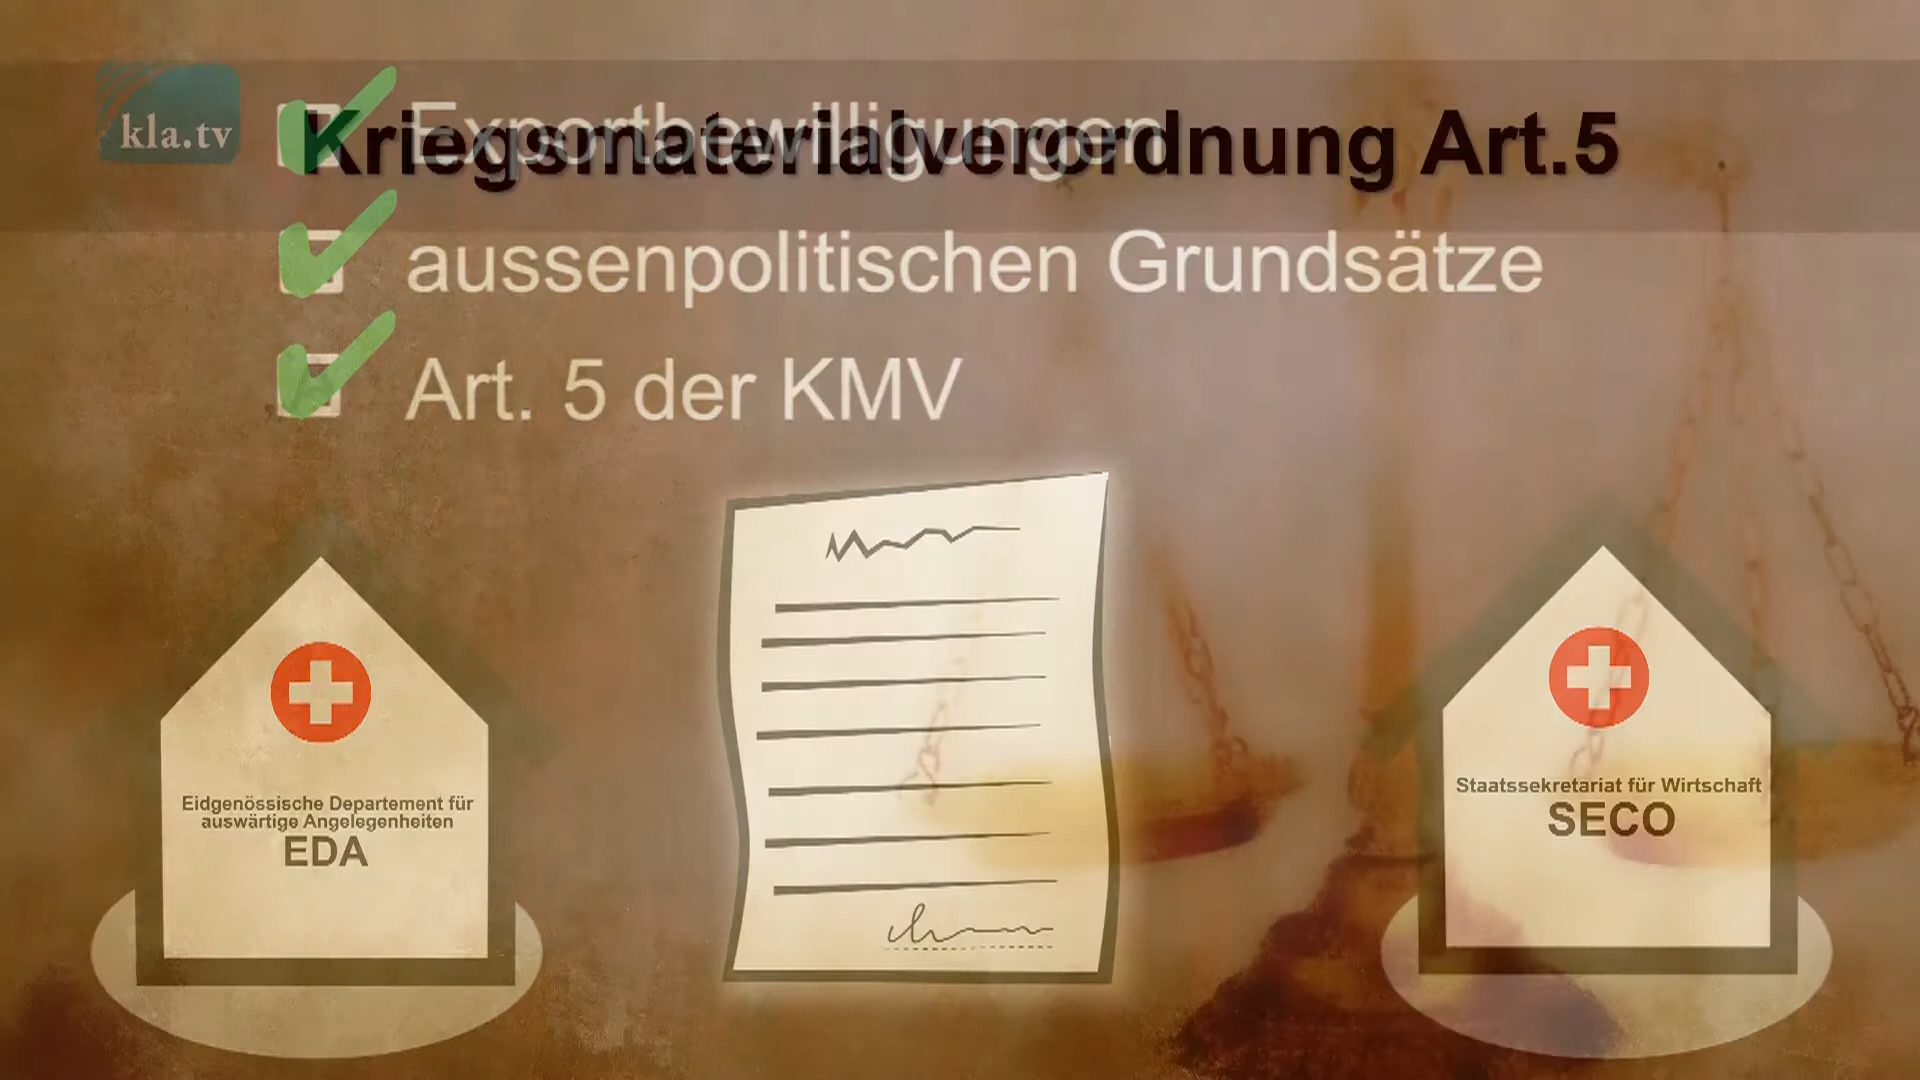 kla.tv
Kriegsmaterialverordnung Art.5
Exportbewilligungen
aussenpolitischen Grundsätze
Art. 5 der KMV
Eidgenössische Departement für
auswärtige Angelegenheiten
EDA
Staatssekretariat für Wirtschaft
SECO